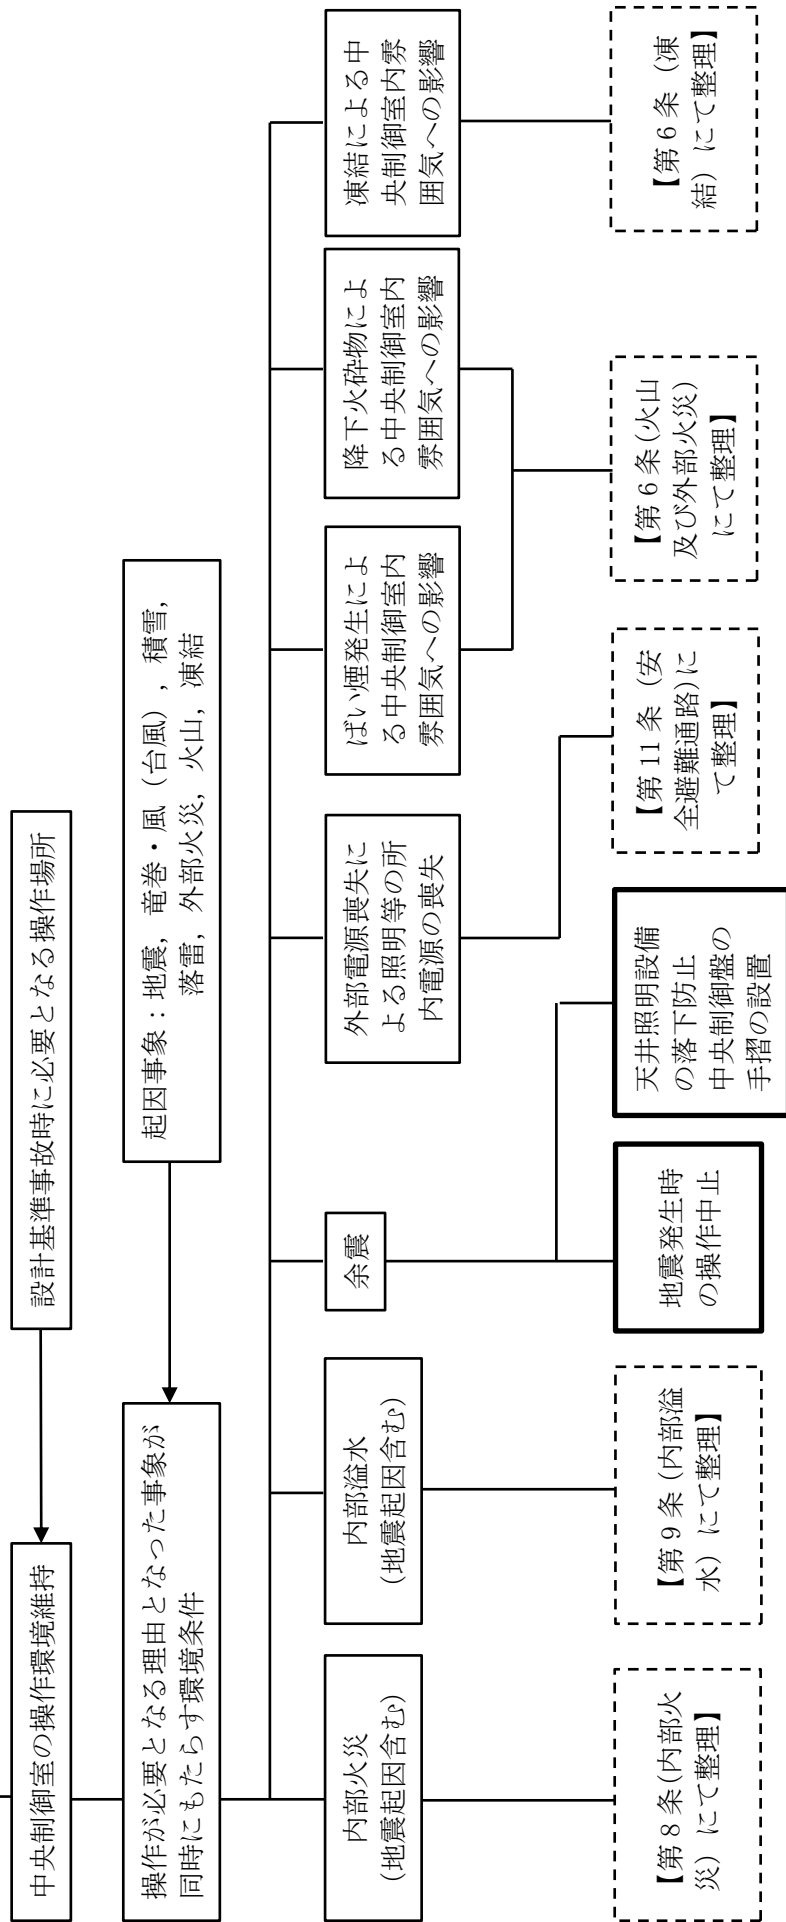 中央制御室の操作環境維持
設計基準事故時に必要となる操作場所
操作が必要となる理由となった事象が
同時にもたらす環境条件
起因事象：地震，竜巻・風（台風），積雪，
落雷，外部火災，火山，凍結
内部火災
(地震起因含む)
内部溢水
(地震起因含む)
余震
外部電源喪失に
よる照明等の所
内電源の喪失
ばい煙発生によ
る中央制御室内
雰囲気への影響
降下火砕物によ
る中央制御室内
雰囲気への影響
凍結による中
央制御室内雰
囲気への影響
【第８条(内部火
災）にて整理】
【第９条（内部溢
水）にて整理】
地震発生時
の操作中止
天井照明設備
の落下防止
中央制御盤の
手摺の設置
【第 11 条（安
全避難通路)に
て整理】
【第６条(火山
及び外部火災)
にて整理】
【第６条（凍
結）にて整理】